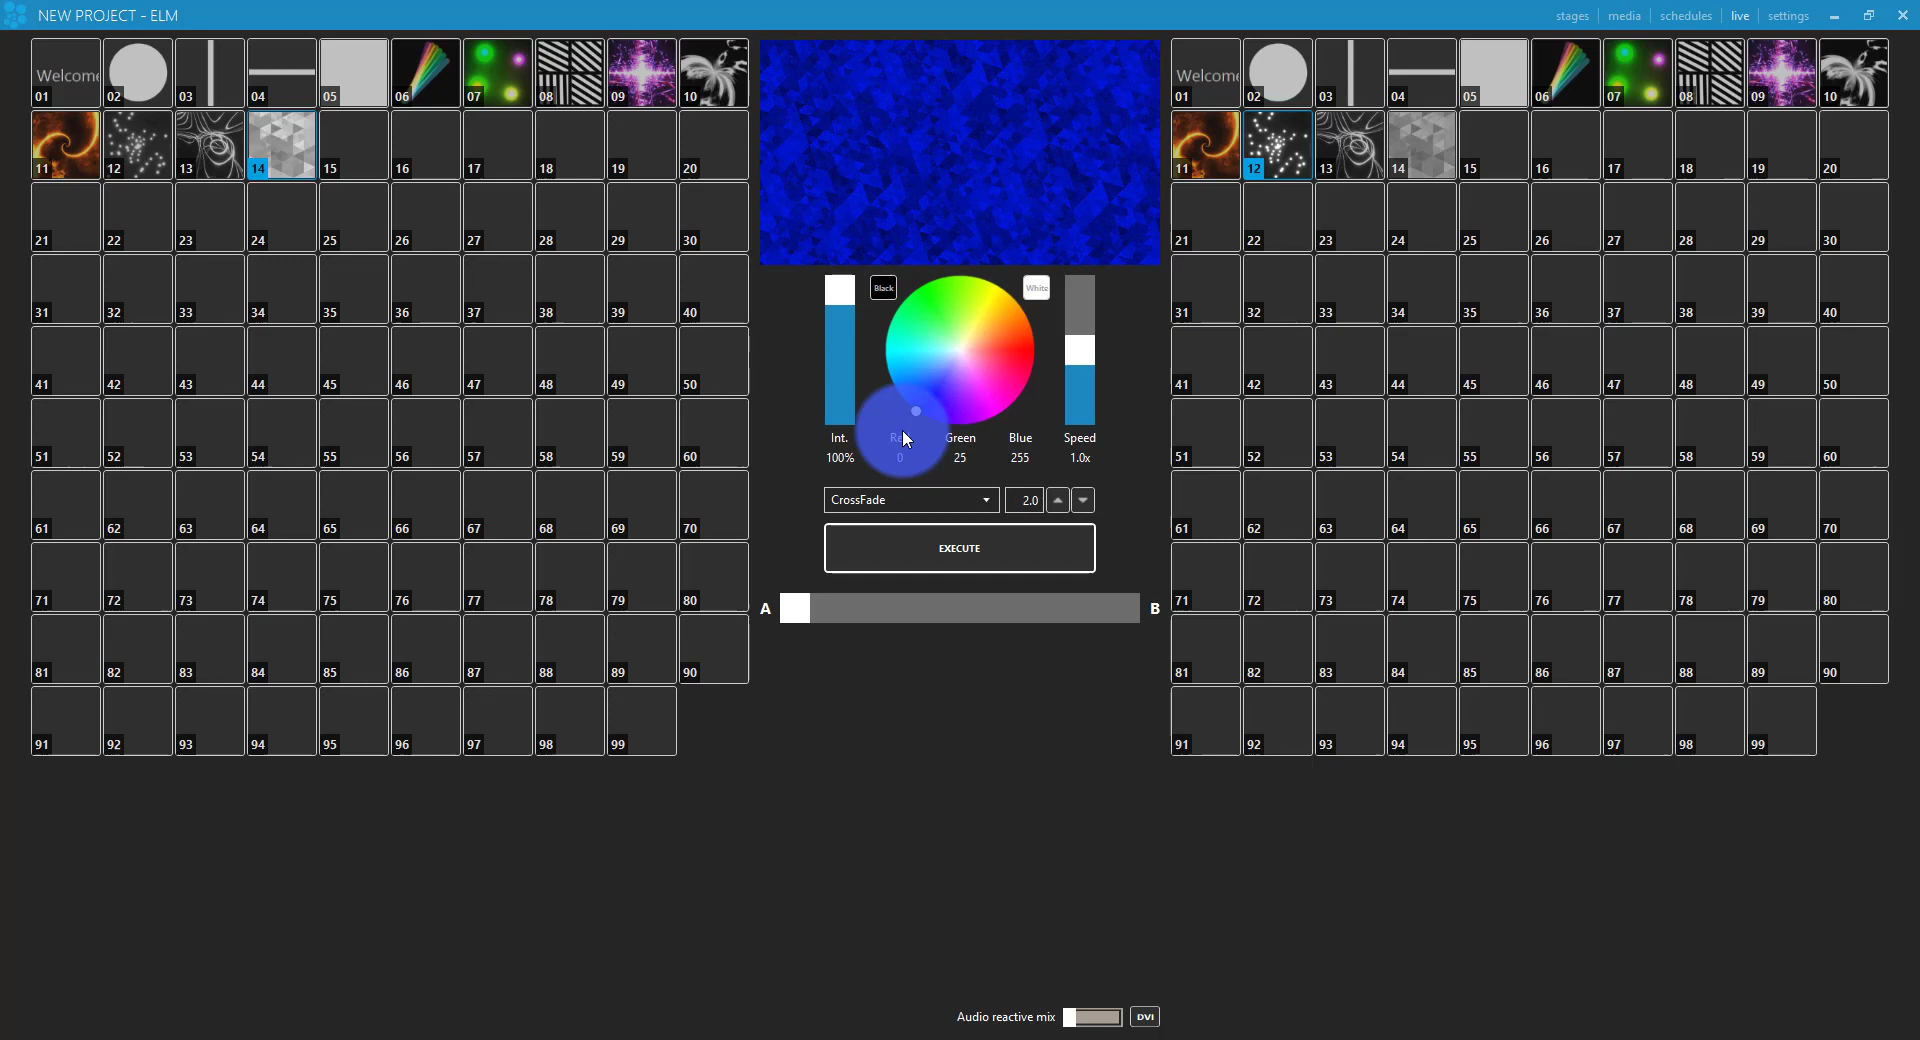 NEW PROJECT - ELM
stages media schedules live settings
Welcome
01 02 03 04 05 06 07 08 09 10
11 12 13 14 15 16 17 18 19 20
21 22 23 24 25 26 27 28 29 30
31 32 33 34 35 36 37 38 39 40
41 42 43 44 45 46 47 48 49 50
51 52 53 54 55 56 57 58 59 60
61 62 63 64 65 66 67 68 69 70
71 72 73 74 75 76 77 78 79 80
81 82 83 84 85 86 87 88 89 90
91 92 93 94 95 96 97 98 99
Black White
Int. Red Green Blue Speed
100% 0 25 255 1.0x
CrossFade 2.0
EXECUTE
A B
Audio reactive mix DVI
Welcome
01 02 03 04 05 06 07 08 09 10
11 12 13 14 15 16 17 18 19 20
21 22 23 24 25 26 27 28 29 30
31 32 33 34 35 36 37 38 39 40
41 42 43 44 45 46 47 48 49 50
51 52 53 54 55 56 57 58 59 60
61 62 63 64 65 66 67 68 69 70
71 72 73 74 75 76 77 78 79 80
81 82 83 84 85 86 87 88 89 90
91 92 93 94 95 96 97 98 99